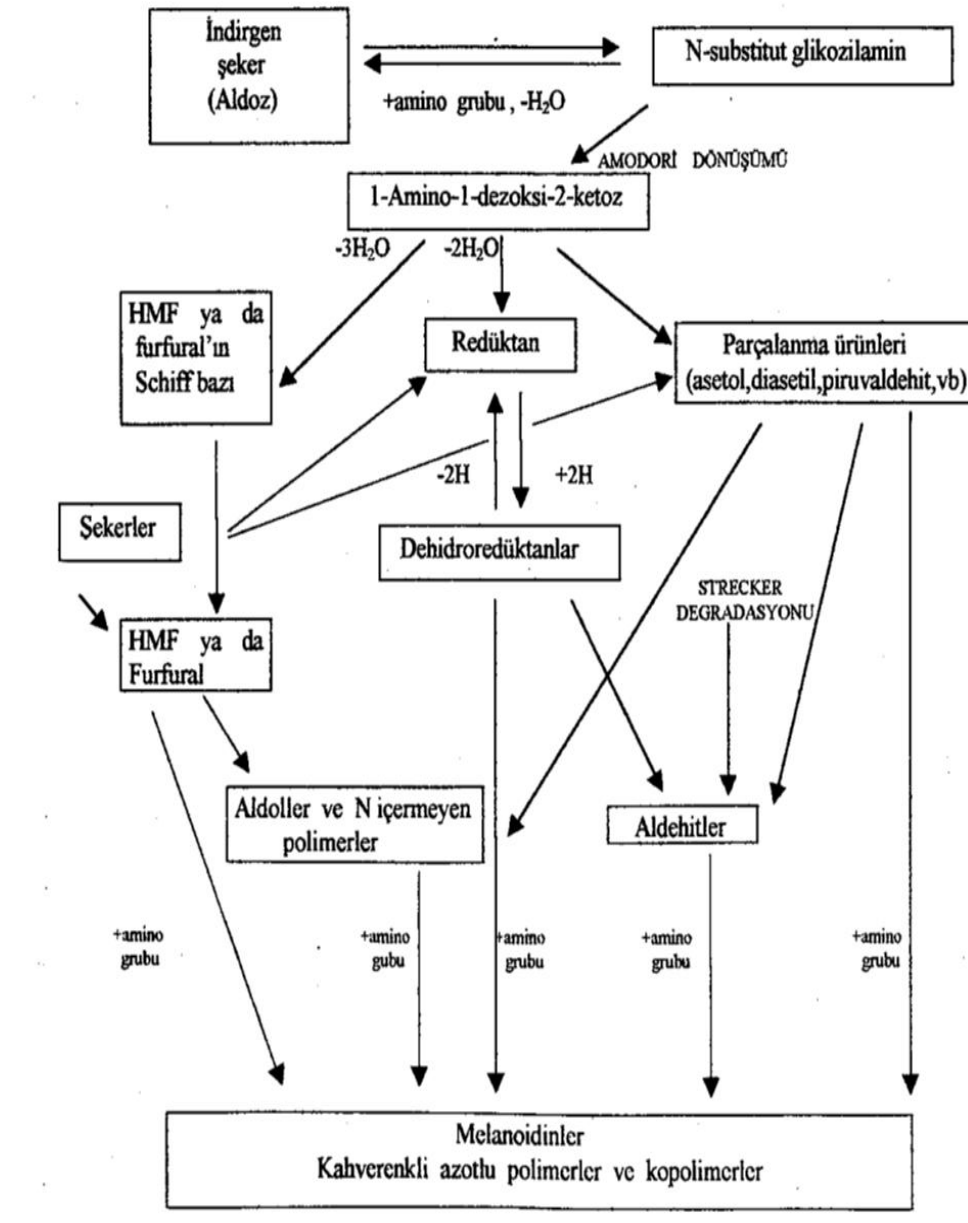 İndirgen
şeker
(Aldoz)
N-substitut glikozilamin
+amino grubu , -H₂O
AMODORİ DÖNÜŞÜMÜ
1-Amino-1-dezoksi-2-ketoz
-3H₂O
-2H₂O
HMF ya da
furfural'ın
Schiff bazı
Redüktan
Parçalanma ürünleri
(asetol,diasetil,piruvaldehit,vb)
-2H
+2H
Şekerler
Dehidroredüktanlar
STRECKER
DEGRADASYONU
HMF ya da
Furfural
Aldoller ve N içermeyen
polimerler
Aldehitler
+amino
grubu
+amino
gubu
+amino
grubu
+amino
grubu
+amino
grubu
Melanoidinler
Kahverenkli azotlu polimerler ve kopolimerler